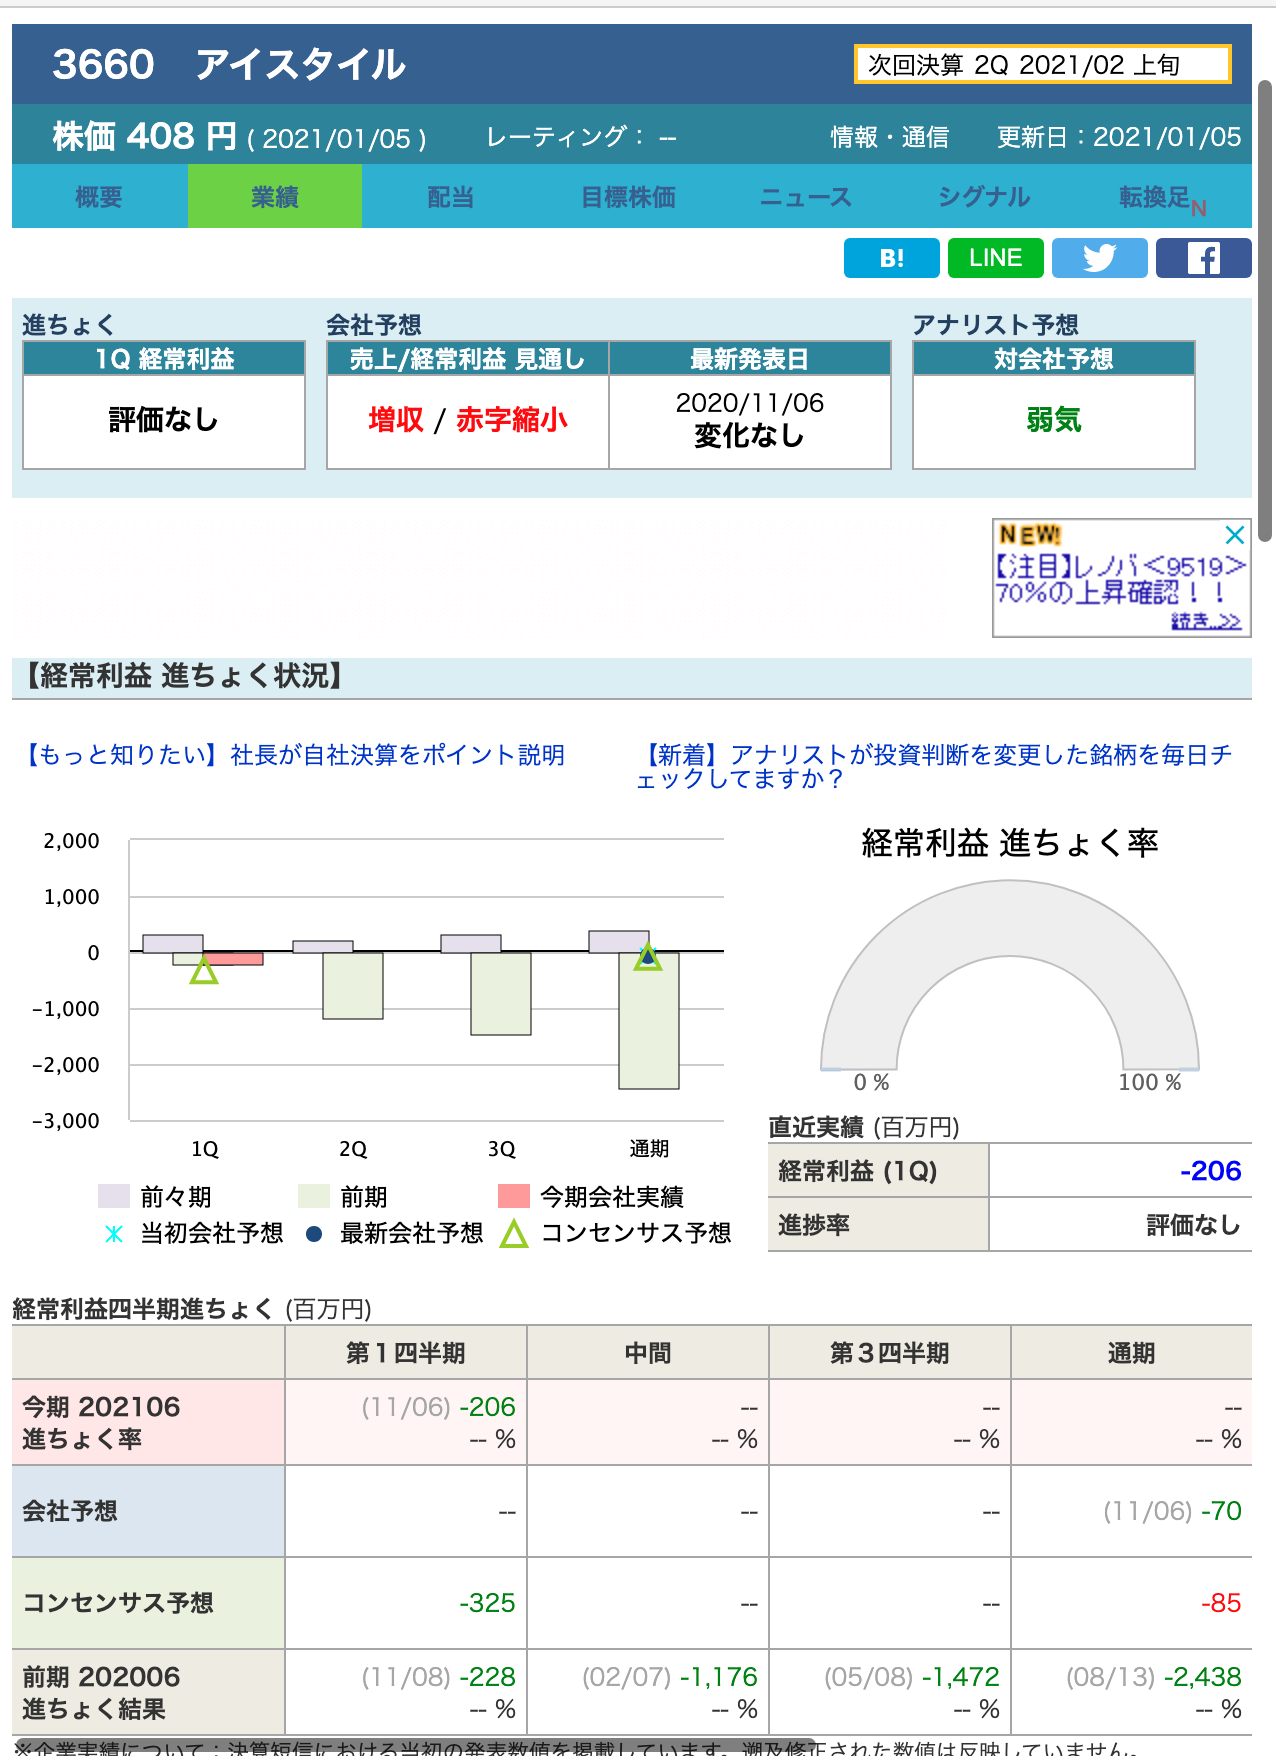 3660 アイスタイル
次回決算 2Q 2021/02 上旬
株価 408 円 ( 2021/01/05 ) レーティング： -- 情報・通信 更新日：2021/01/05
概要 業績 配当 目標株価 ニュース シグナル 転換足N
B! LINE
進ちょく 会社予想 アナリスト予想
1Q 経常利益 売上/経常利益 見通し 最新発表日 対会社予想
評価なし 増収 / 赤字縮小 2020/11/06 弱気
変化なし
NEW!
【注目】レノバ<9519>
70%の上昇確認！！
続き..>>
【経常利益 進ちょく状況】
【もっと知りたい】社長が自社決算をポイント説明
【新着】アナリストが投資判断を変更した銘柄を毎日チ
ェックしてますか？
2,000
1,000
0
-1,000
-2,000
-3,000
1Q 2Q 3Q 通期
前々期 前期 今期会社実績
当初会社予想 最新会社予想 コンセンサス予想
経常利益 進ちょく率
0 % 100 %
直近実績 (百万円)
経常利益 (1Q) -206
進捗率 評価なし
経常利益四半期進ちょく (百万円)
第１四半期 中間 第３四半期 通期
今期 202106 (11/06) -206 -- -- --
進ちょく率 -- % -- % -- % -- %
会社予想 -- -- -- (11/06) -70
コンセンサス予想 -325 -- -- -85
前期 202006 (11/08) -228 (02/07) -1,176 (05/08) -1,472 (08/13) -2,438
進ちょく結果 -- % -- % -- % -- %
※企業実績について：決算短信における当初の発表数値を掲載しています。遡及修正された数値は反映していません。